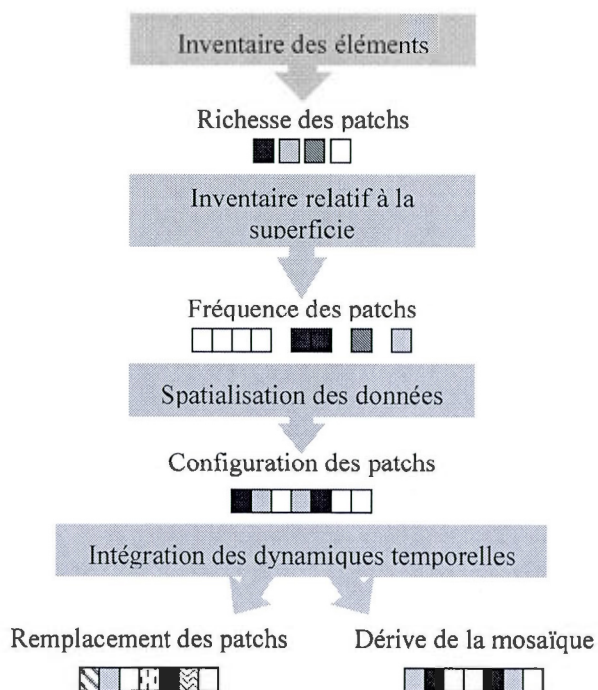 Inventaire des éléments
Richesse des patchs
Inventaire relatif à la
superficie
Fréquence des patchs
Spatialisation des données
Configuration des patchs
Intégration des dynamiques temporelles
Remplacement des patchs
Dérive de la mosaïque